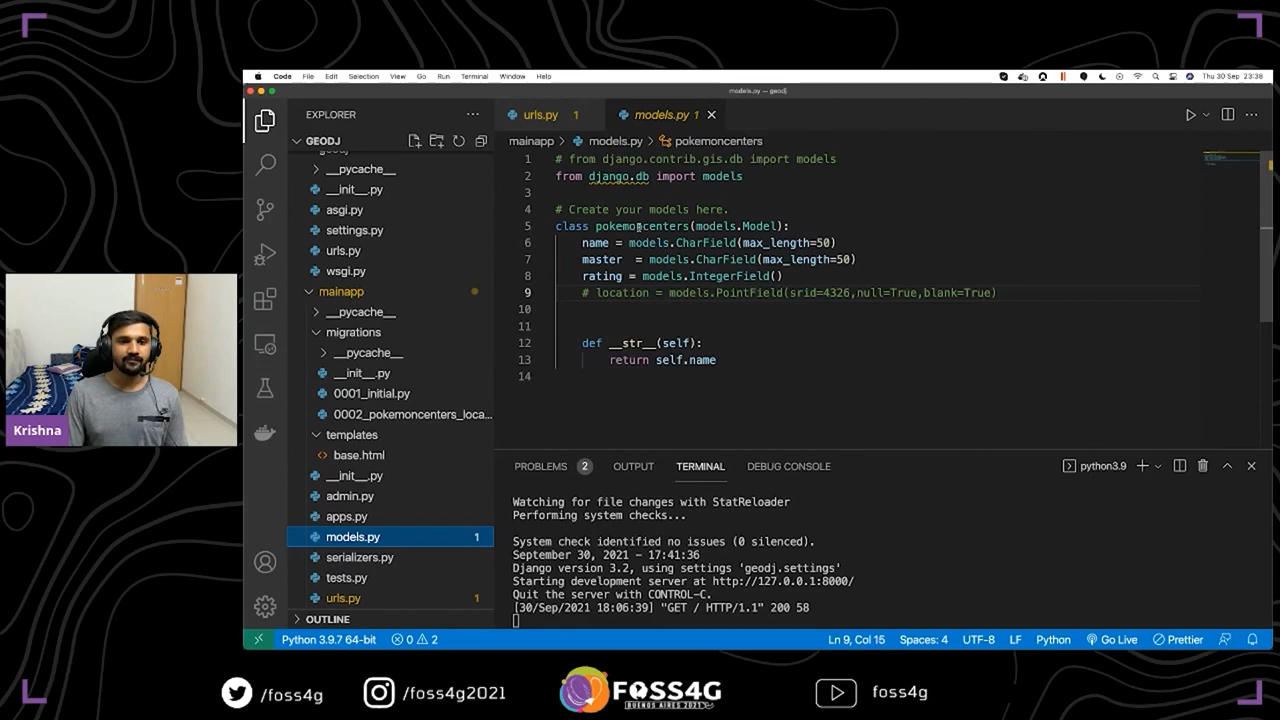 Code File Edit Selection View Go Run Terminal Window Help
Thu 30 Sep 23:38
models.py — geodj
EXPLORER
GEODJ
geodj
__pycache__
__init__.py
asgi.py
settings.py
urls.py
wsgi.py
mainapp
__pycache__
migrations
__pycache__
__init__.py
0001_initial.py
0002_pokemoncenters_loca...
templates
base.html
__init__.py
admin.py
apps.py
models.py 1
serializers.py
tests.py
urls.py 1
OUTLINE
urls.py 1
models.py 1
mainapp > models.py > pokemoncenters
1 # from django.contrib.gis.db import models
2 from django.db import models
3
4 # Create your models here.
5 class pokemoncenters(models.Model):
6 name = models.CharField(max_length=50)
7 master = models.CharField(max_length=50)
8 rating = models.IntegerField()
9 # location = models.PointField(srid=4326,null=True,blank=True)
10
11
12 def __str__(self):
13 return self.name
14
PROBLEMS 2 OUTPUT TERMINAL DEBUG CONSOLE
python3.9
Watching for file changes with StatReloader
Performing system checks...
System check identified no issues (0 silenced).
September 30, 2021 - 17:41:36
Django version 3.2, using settings 'geodj.settings'
Starting development server at http://127.0.0.1:8000/
Quit the server with CONTROL-C.
[30/Sep/2021 18:06:39] "GET / HTTP/1.1" 200 58
Python 3.9.7 64-bit 0 2
Ln 9, Col 15 Spaces: 4 UTF-8 LF Python Go Live Prettier
Krishna
/foss4g
/foss4g2021
FOSS4G
BUENOS AIRES 2021
foss4g